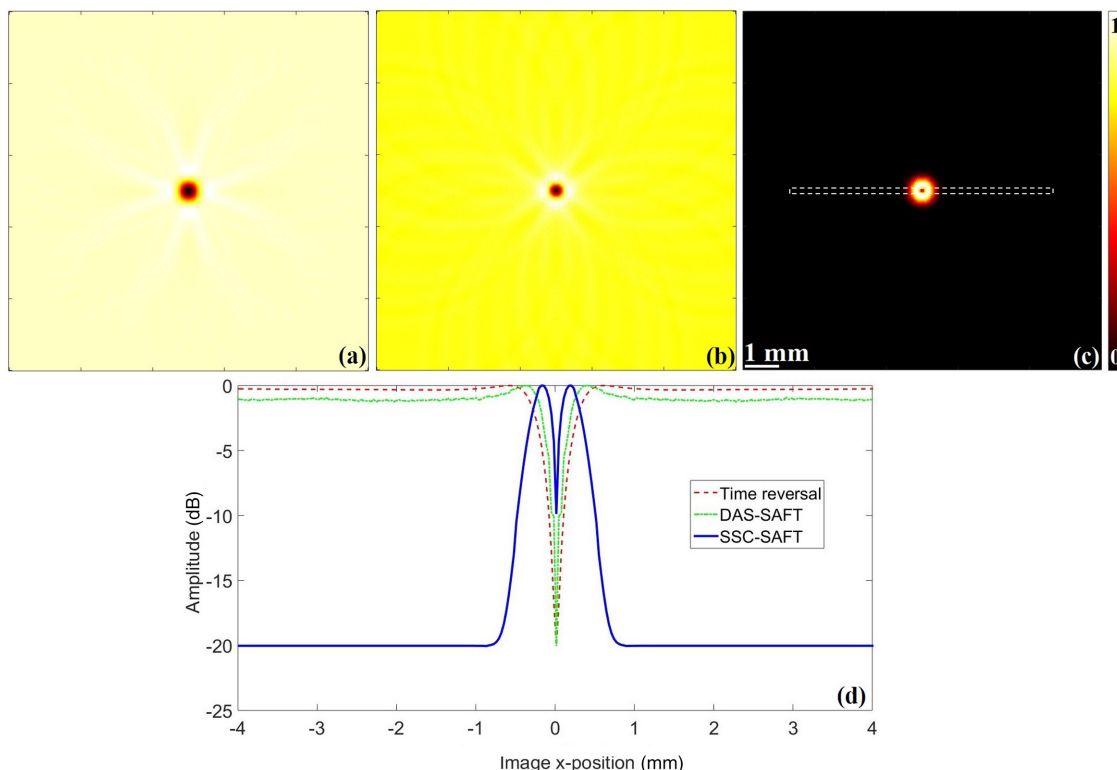 1
(a)
(b)
1 mm
(c)
0
0
-5
-10
-15
-20
-25
Amplitude (dB)
Time reversal
DAS-SAFT
SSC-SAFT
(d)
-4 -3 -2 -1 0 1 2 3 4
Image x-position (mm)